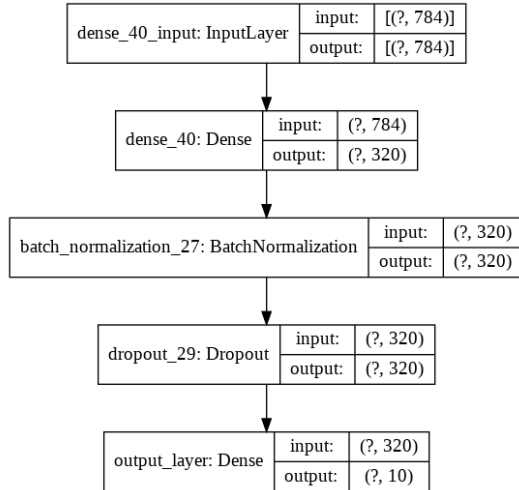 dense_40_input: InputLayer
input: [(?, 784)]
output: [(?, 784)]
dense_40: Dense
input: (?, 784)
output: (?, 320)
batch_normalization_27: BatchNormalization
input: (?, 320)
output: (?, 320)
dropout_29: Dropout
input: (?, 320)
output: (?, 320)
output_layer: Dense
input: (?, 320)
output: (?, 10)